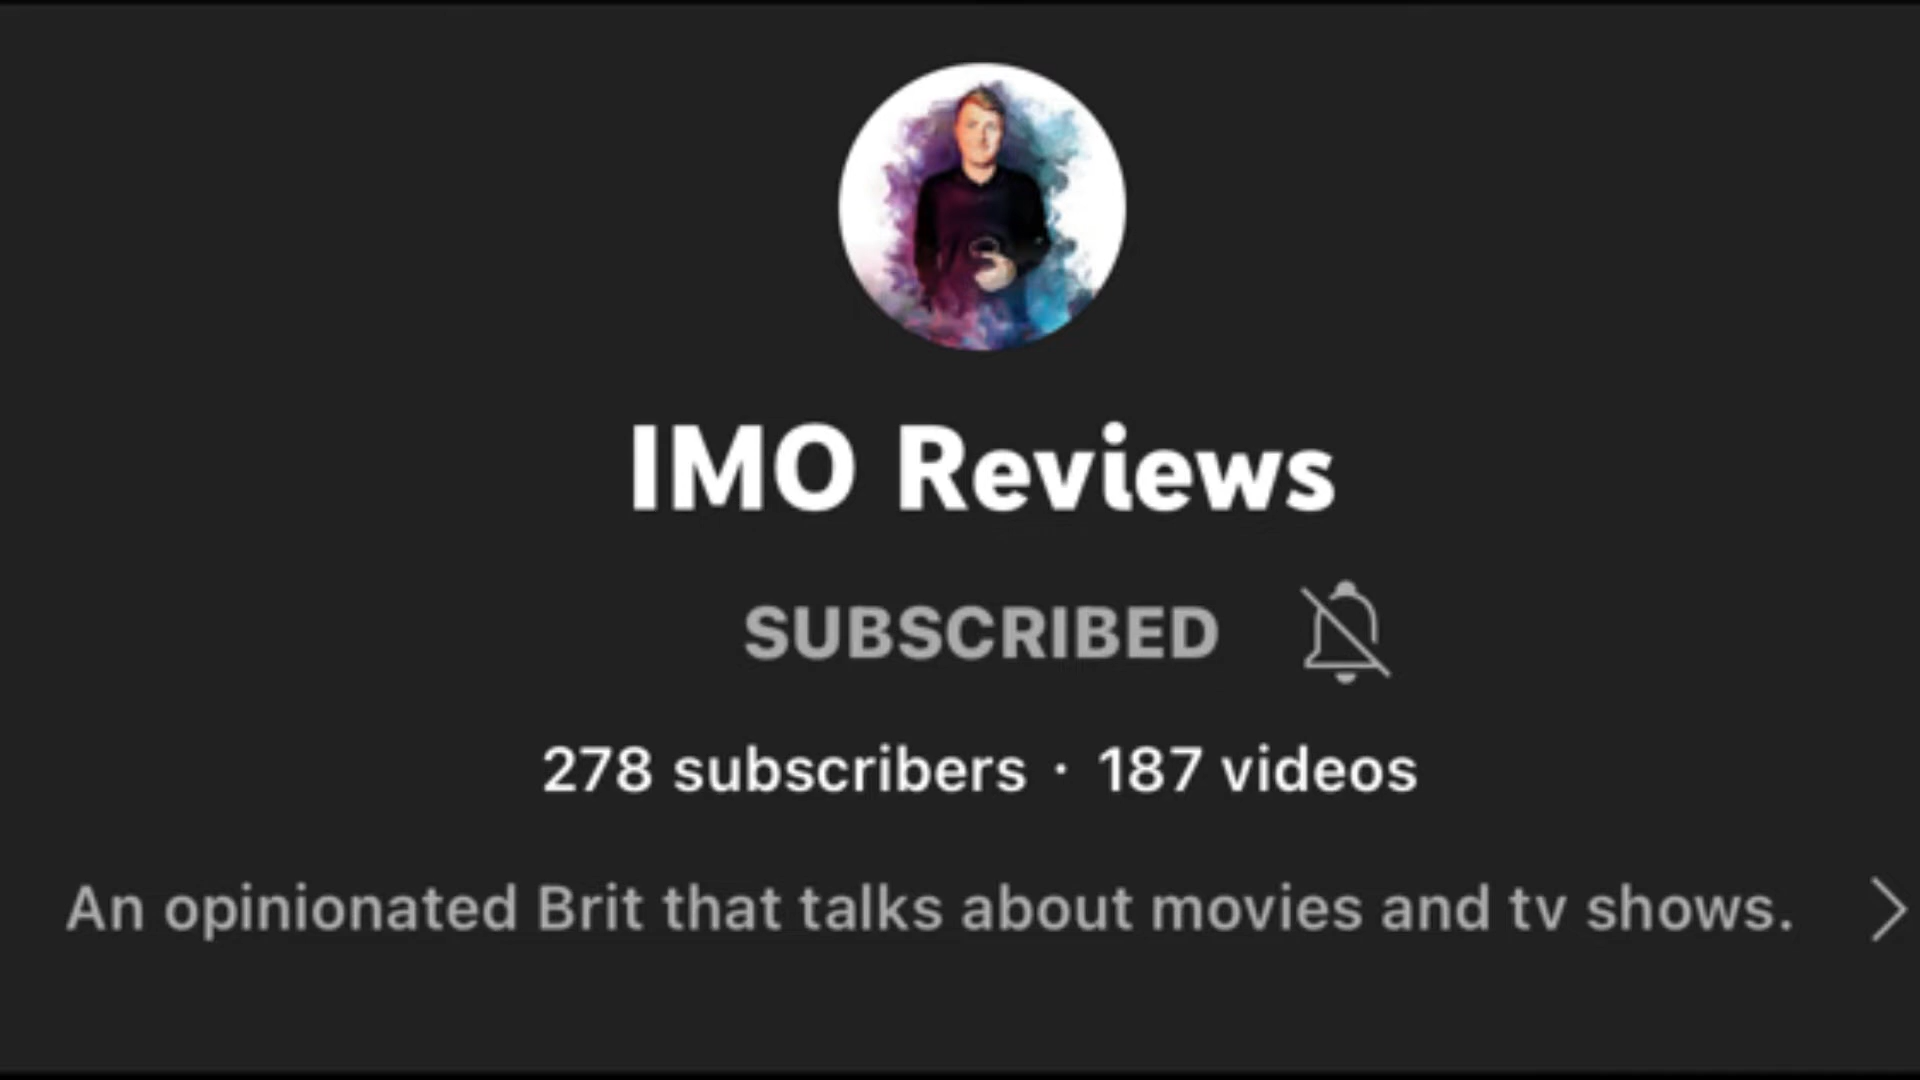 IMO Reviews
SUBSCRIBED
278 subscribers · 187 videos
An opinionated Brit that talks about movies and tv shows.